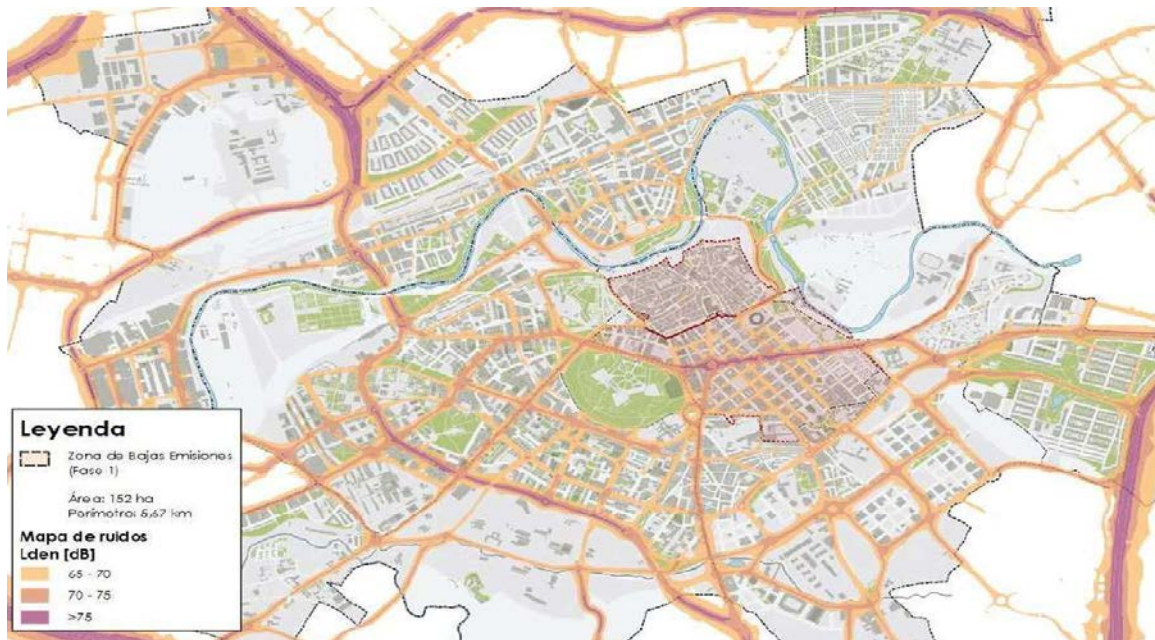 Leyenda
Zona de Bajas Emisiones
(Fase 1)
Área: 152 ha
Perímetro: 5,67 km
Mapa de ruidos
Lden [dB]
65 - 70
70 - 75
>75